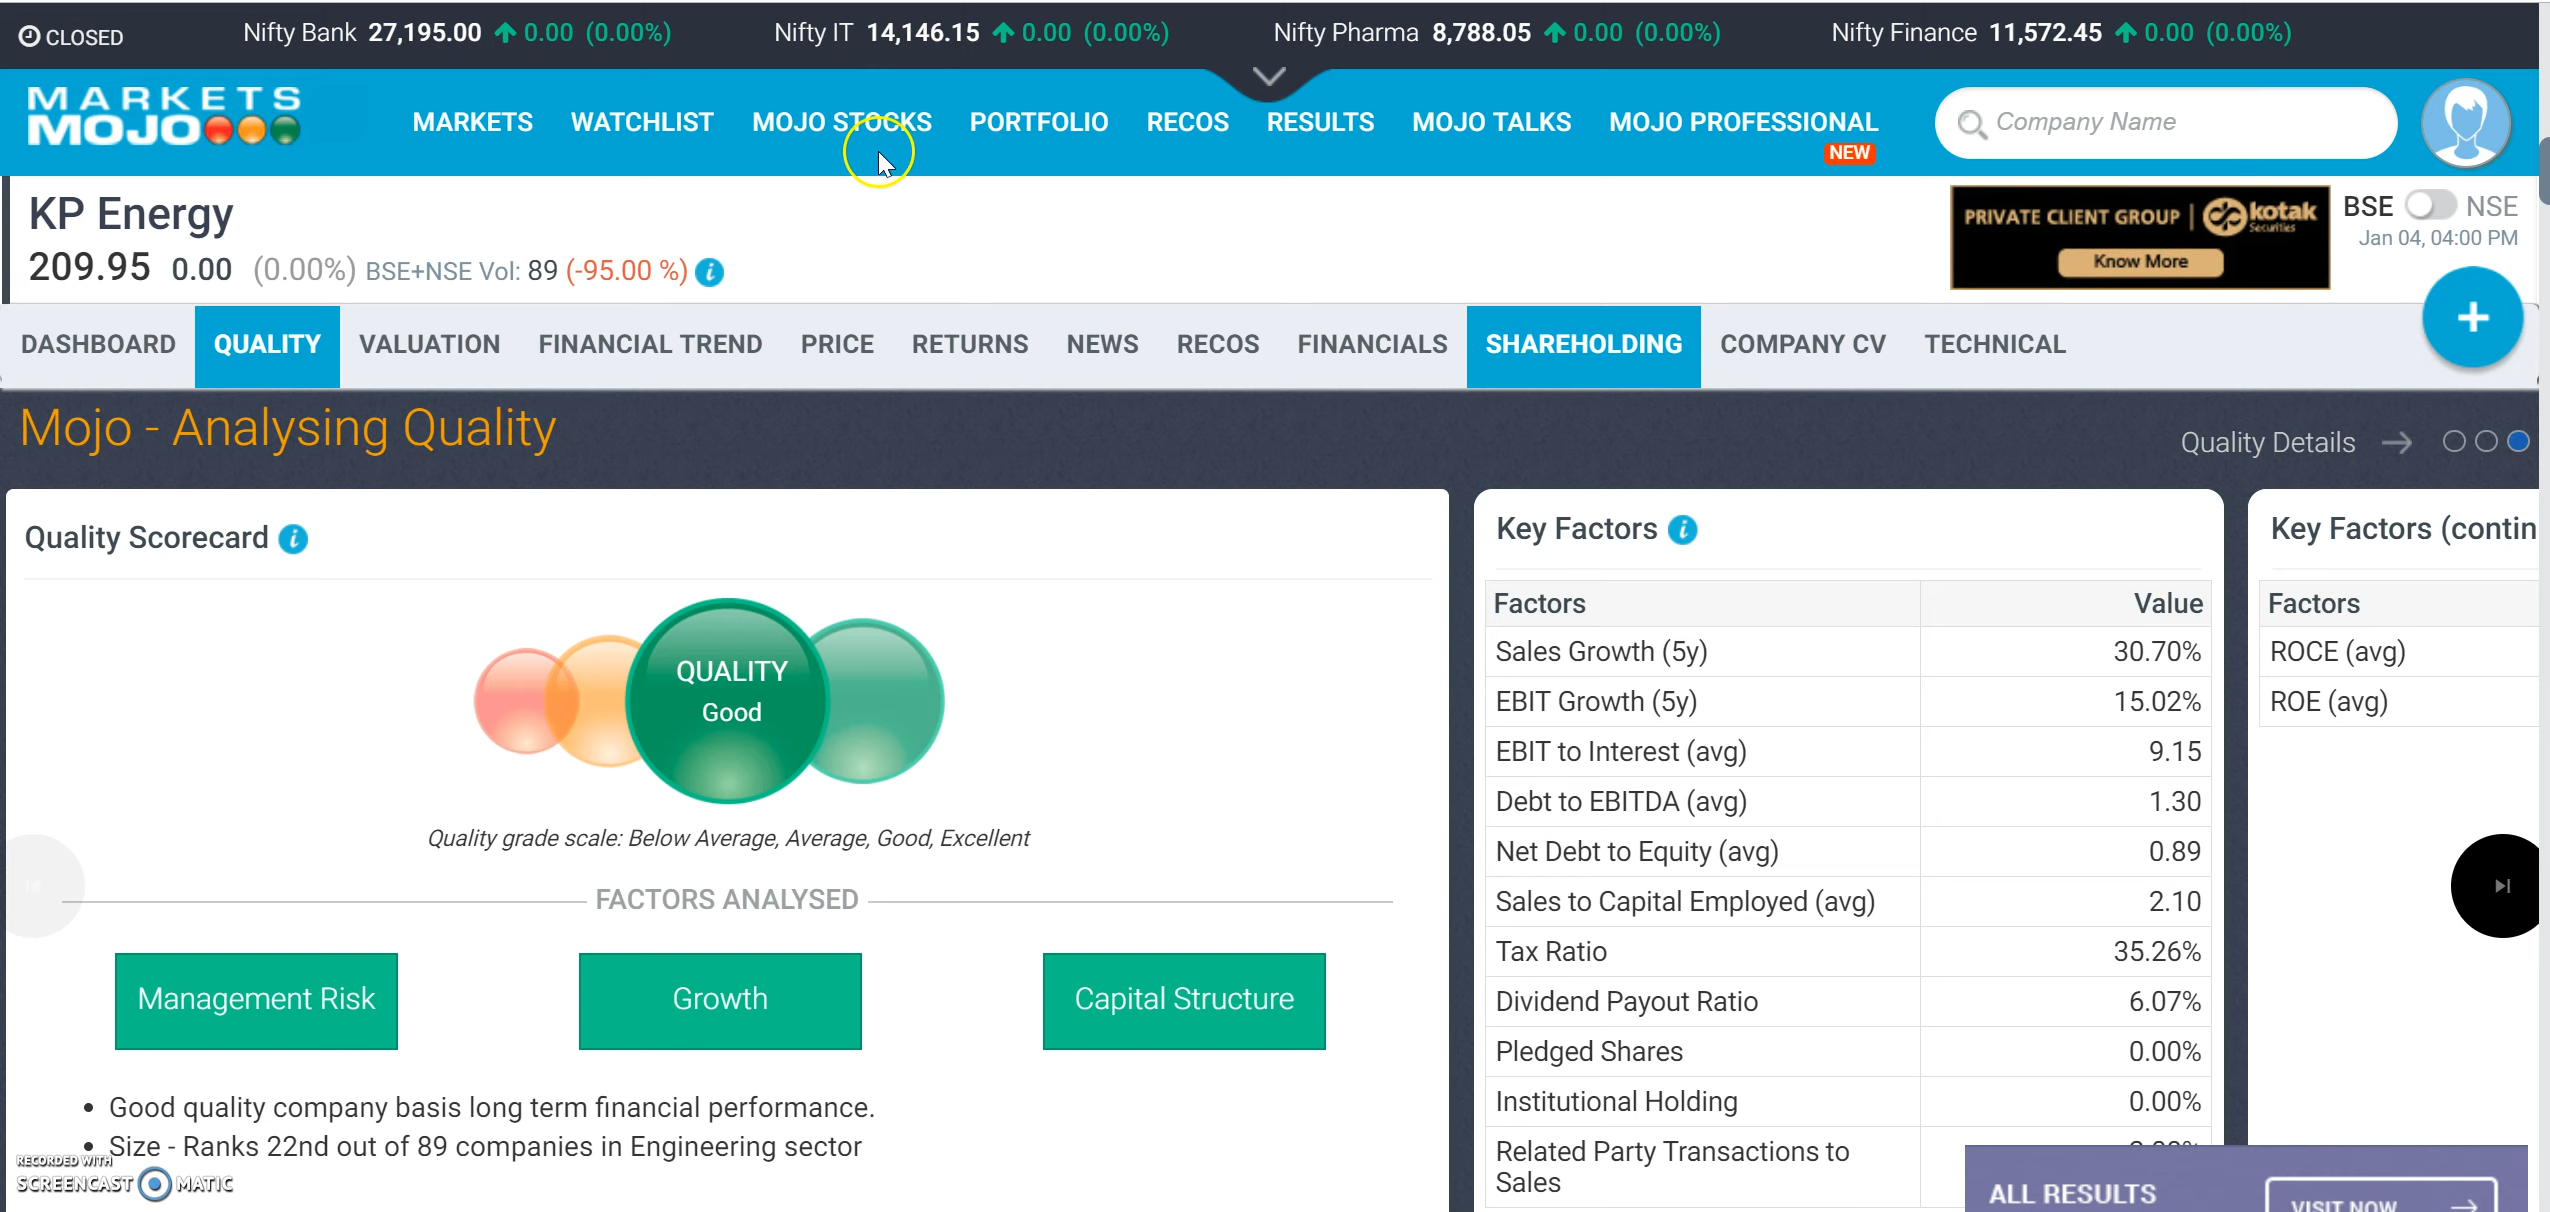 CLOSED
Nifty Bank 27,195.00 0.00 (0.00%)
Nifty IT 14,146.15 0.00 (0.00%)
Nifty Pharma 8,788.05 0.00 (0.00%)
Nifty Finance 11,572.45 0.00 (0.00%)
MARKETS
MOJO
MARKETS WATCHLIST MOJO STOCKS PORTFOLIO RECOS RESULTS MOJO TALKS MOJO PROFESSIONAL
NEW
Company Name
KP Energy
209.95 0.00 (0.00%) BSE+NSE Vol: 89 (-95.00 %)
PRIVATE CLIENT GROUP | kotak
Securities
Know More
BSE NSE
Jan 04, 04:00 PM
DASHBOARD QUALITY VALUATION FINANCIAL TREND PRICE RETURNS NEWS RECOS FINANCIALS SHAREHOLDING COMPANY CV TECHNICAL
+
Mojo - Analysing Quality
Quality Details
Quality Scorecard
QUALITY
Good
Quality grade scale: Below Average, Average, Good, Excellent
FACTORS ANALYSED
Management Risk
Growth
Capital Structure
• Good quality company basis long term financial performance.
• Size - Ranks 22nd out of 89 companies in Engineering sector
RECORDED WITH
SCREENCAST MATIC
Key Factors
Factors Value
Sales Growth (5y) 30.70%
EBIT Growth (5y) 15.02%
EBIT to Interest (avg) 9.15
Debt to EBITDA (avg) 1.30
Net Debt to Equity (avg) 0.89
Sales to Capital Employed (avg) 2.10
Tax Ratio 35.26%
Dividend Payout Ratio 6.07%
Pledged Shares 0.00%
Institutional Holding 0.00%
Related Party Transactions to
Sales
Key Factors (contin
Factors
ROCE (avg)
ROE (avg)
ALL RESULTS
VISIT NOW